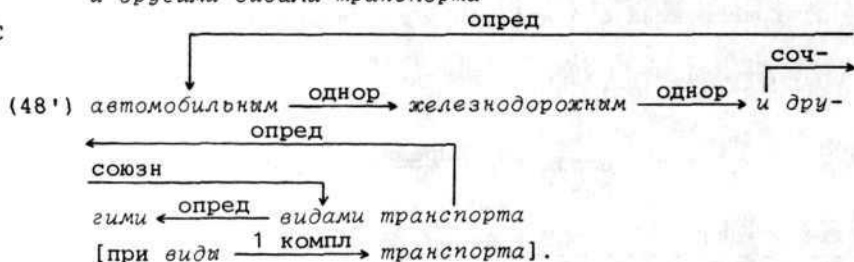 и другими видами транспорта
опред
соч-
(48') автомобильным однор железнодорожным однор и дру-
опред
союзн
гими опред видами транспорта
[при виды 1 компл транспорта].